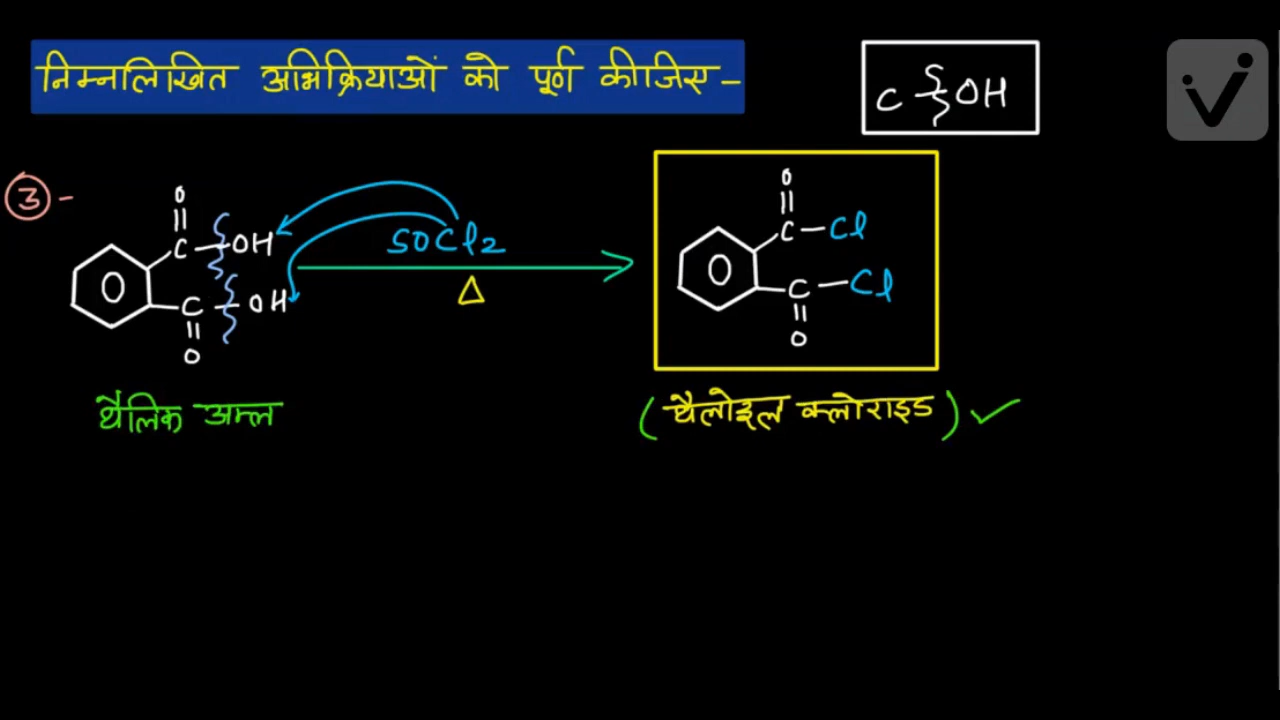 निम्नलिखित अभिक्रियाओं को पूर्ण कीजिए -
C OH
3 -
O
C OH
C OH
O
SOCl2
Δ
O
C Cl
C Cl
O
थैलिक अम्ल
(थैलोइल क्लोराइड) ✓